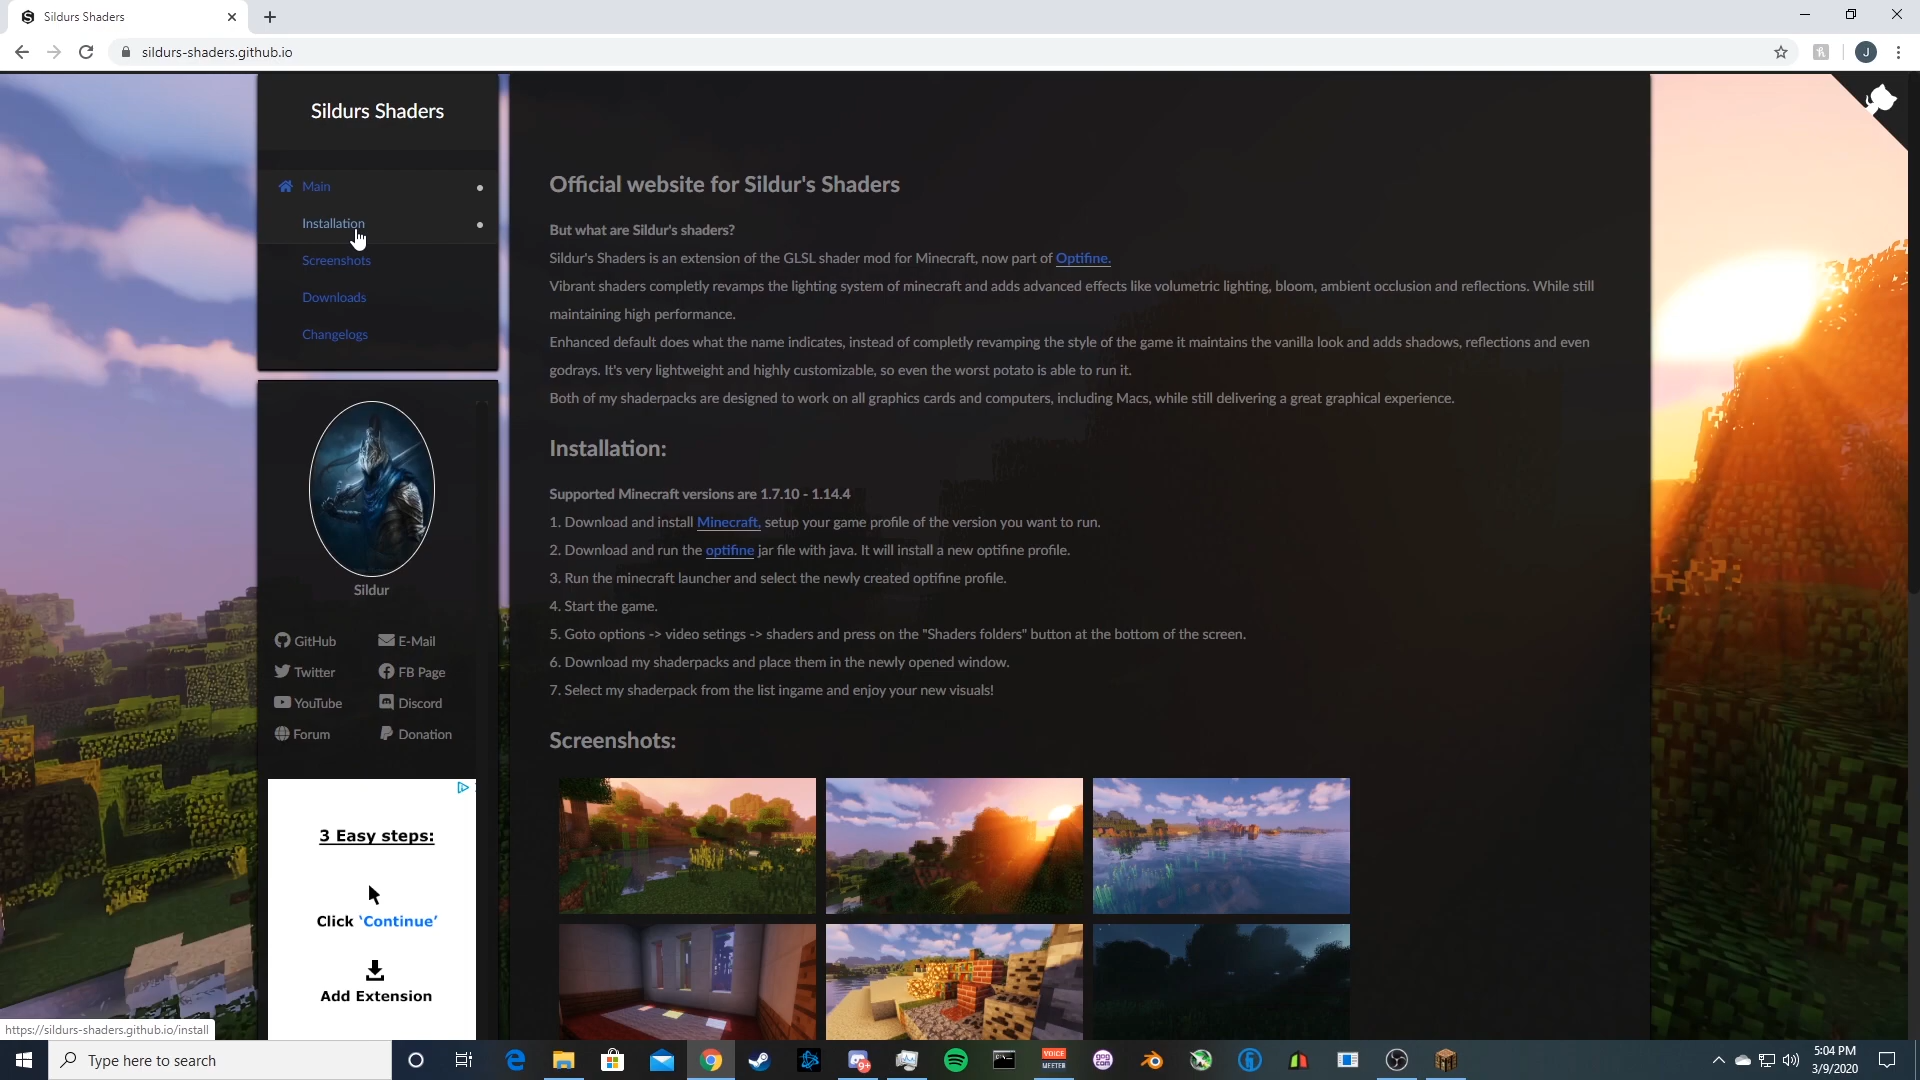 Sildurs Shaders
sildurs-shaders.github.io
J
Sildurs Shaders
Main
Installation
Screenshots
Downloads
Changelogs
Sildur
GitHub
E-Mail
Twitter
FB Page
YouTube
Discord
Forum
Donation
3 Easy steps:
Click ‘Continue’
Add Extension
Official website for Sildur's Shaders
But what are Sildur's shaders?
Sildur's Shaders is an extension of the GLSL shader mod for Minecraft, now part of Optifine.
Vibrant shaders completly revamps the lighting system of minecraft and adds advanced effects like volumetric lighting, bloom, ambient occlusion and reflections. While still
maintaining high performance.
Enhanced default does what the name indicates, instead of completly revamping the style of the game it maintains the vanilla look and adds shadows, reflections and even
godrays. It's very lightweight and highly customizable, so even the worst potato is able to run it.
Both of my shaderpacks are designed to work on all graphics cards and computers, including Macs, while still delivering a great graphical experience.
Installation:
Supported Minecraft versions are 1.7.10 - 1.14.4
1. Download and install Minecraft, setup your game profile of the version you want to run.
2. Download and run the optifine jar file with java. It will install a new optifine profile.
3. Run the minecraft launcher and select the newly created optifine profile.
4. Start the game.
5. Goto options -> video setings -> shaders and press on the "Shaders folders" button at the bottom of the screen.
6. Download my shaderpacks and place them in the newly opened window.
7. Select my shaderpack from the list ingame and enjoy your new visuals!
Screenshots:
https://sildurs-shaders.github.io/install
Type here to search
9+
VOICE
MEETER
GOG
COM
5:04 PM
3/9/2020